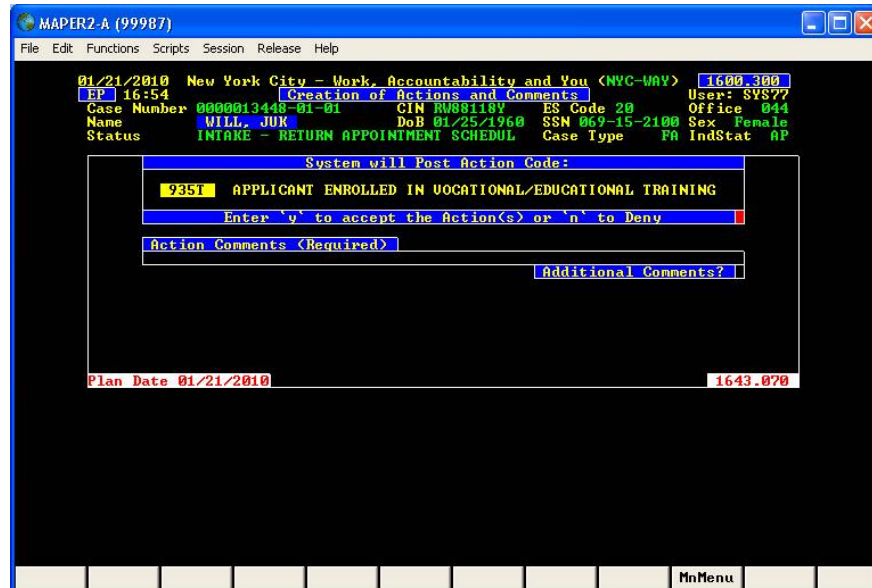 MAPER2-A (99987)
File Edit Functions Scripts Session Release Help
01/21/2010 New York City - Work, Accountability and You (NYC-WAY) 1600.300
EP 16:54 Creation of Actions and Comments User: SYS77
Case Number 0000013448-01-01 CIN RW88118Y ES Code 20 Office 044
Name WILL, JUK DoB 01/25/1960 SSN 069-15-2100 Sex Female
Status INTAKE - RETURN APPOINTMENT SCHEDUL Case Type FA IndStat AP
System will Post Action Code:
935T APPLICANT ENROLLED IN VOCATIONAL/EDUCATIONAL TRAINING
Enter `y` to accept the Action(s) or `n` to Deny
Action Comments (Required)
Additional Comments?
Plan Date 01/21/2010 1643.070
MnMenu